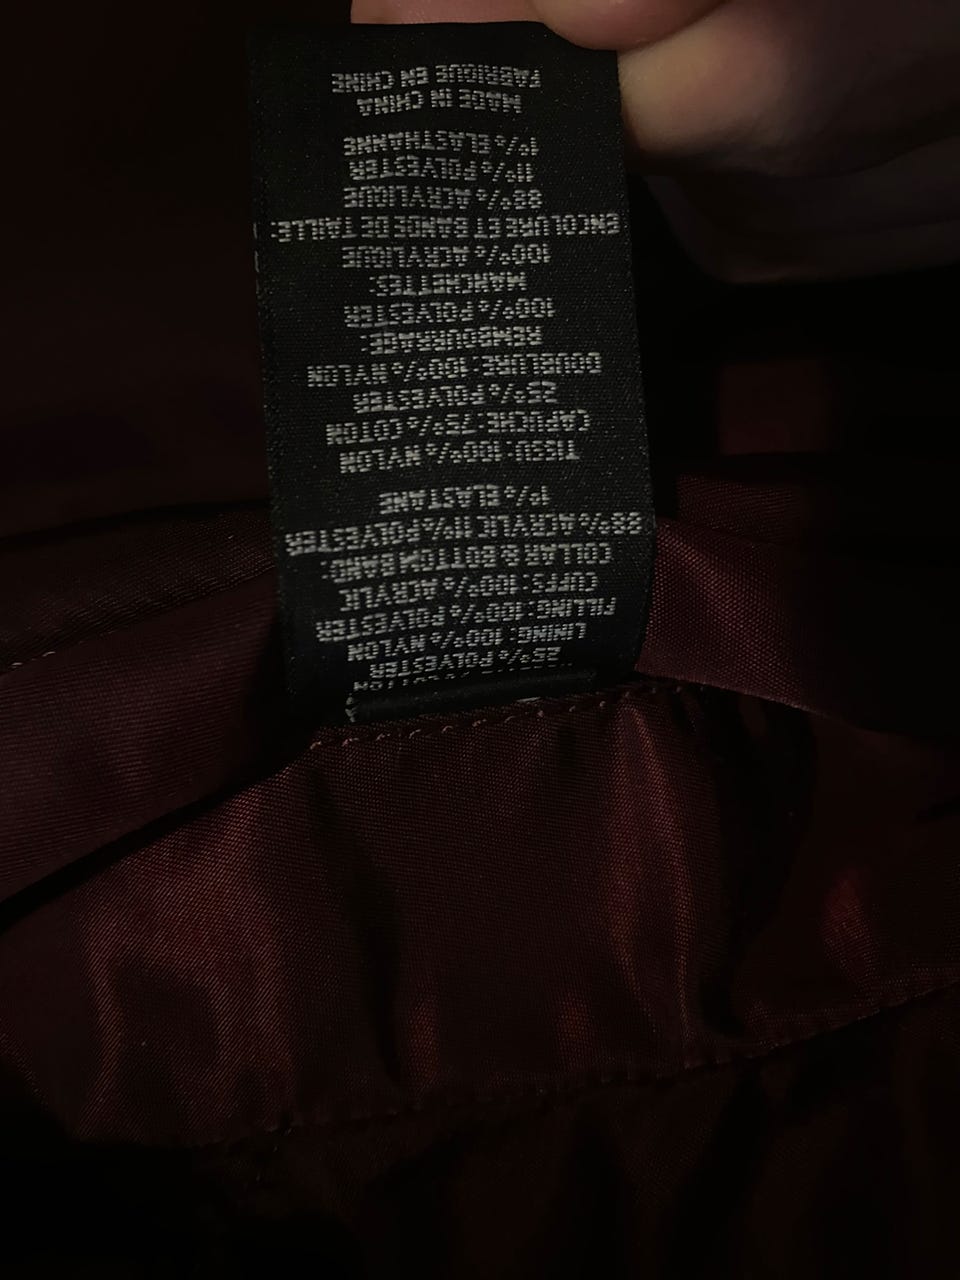 25% POLYESTER
LINING: 100% NYLON
FILLING: 100% POLYESTER
CUFFS: 100% ACRYLIC
COLLAR & BOTTOM BAND:
88% ACRYLIC 11% POLYESTER
1% ELASTANE
TISSU: 100% NYLON
CAPUCHE: 75% COTON
25% POLYESTER
DOUBLURE: 100% NYLON
REMBOURRAGE:
100% POLYESTER
MANCHETTES:
100% ACRYLIQUE
ENCOLURE ET BANDE DE TAILLE:
88% ACRYLIQUE
11% POLYESTER
1% ELASTHANNE
MADE IN CHINA
FABRIQUE EN CHINE